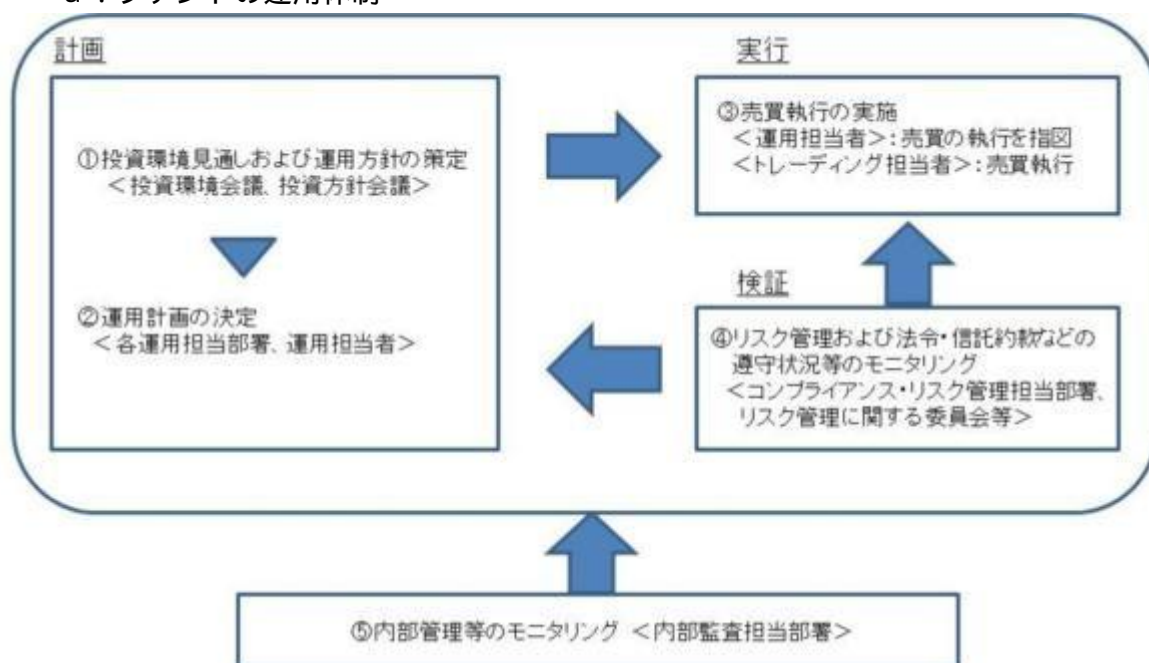 a．ファンドの運用体制
計画
①投資環境見通しおよび運用方針の策定
＜投資環境会議、投資方針会議＞
②運用計画の決定
＜各運用担当部署、運用担当者＞
実行
③売買執行の実施
＜運用担当者＞：売買の執行を指図
＜トレーディング担当者＞：売買執行
検証
④リスク管理および法令・信託約款などの
遵守状況等のモニタリング
＜コンプライアンス・リスク管理担当部署、
リスク管理に関する委員会等＞
⑤内部管理等のモニタリング ＜内部監査担当部署＞